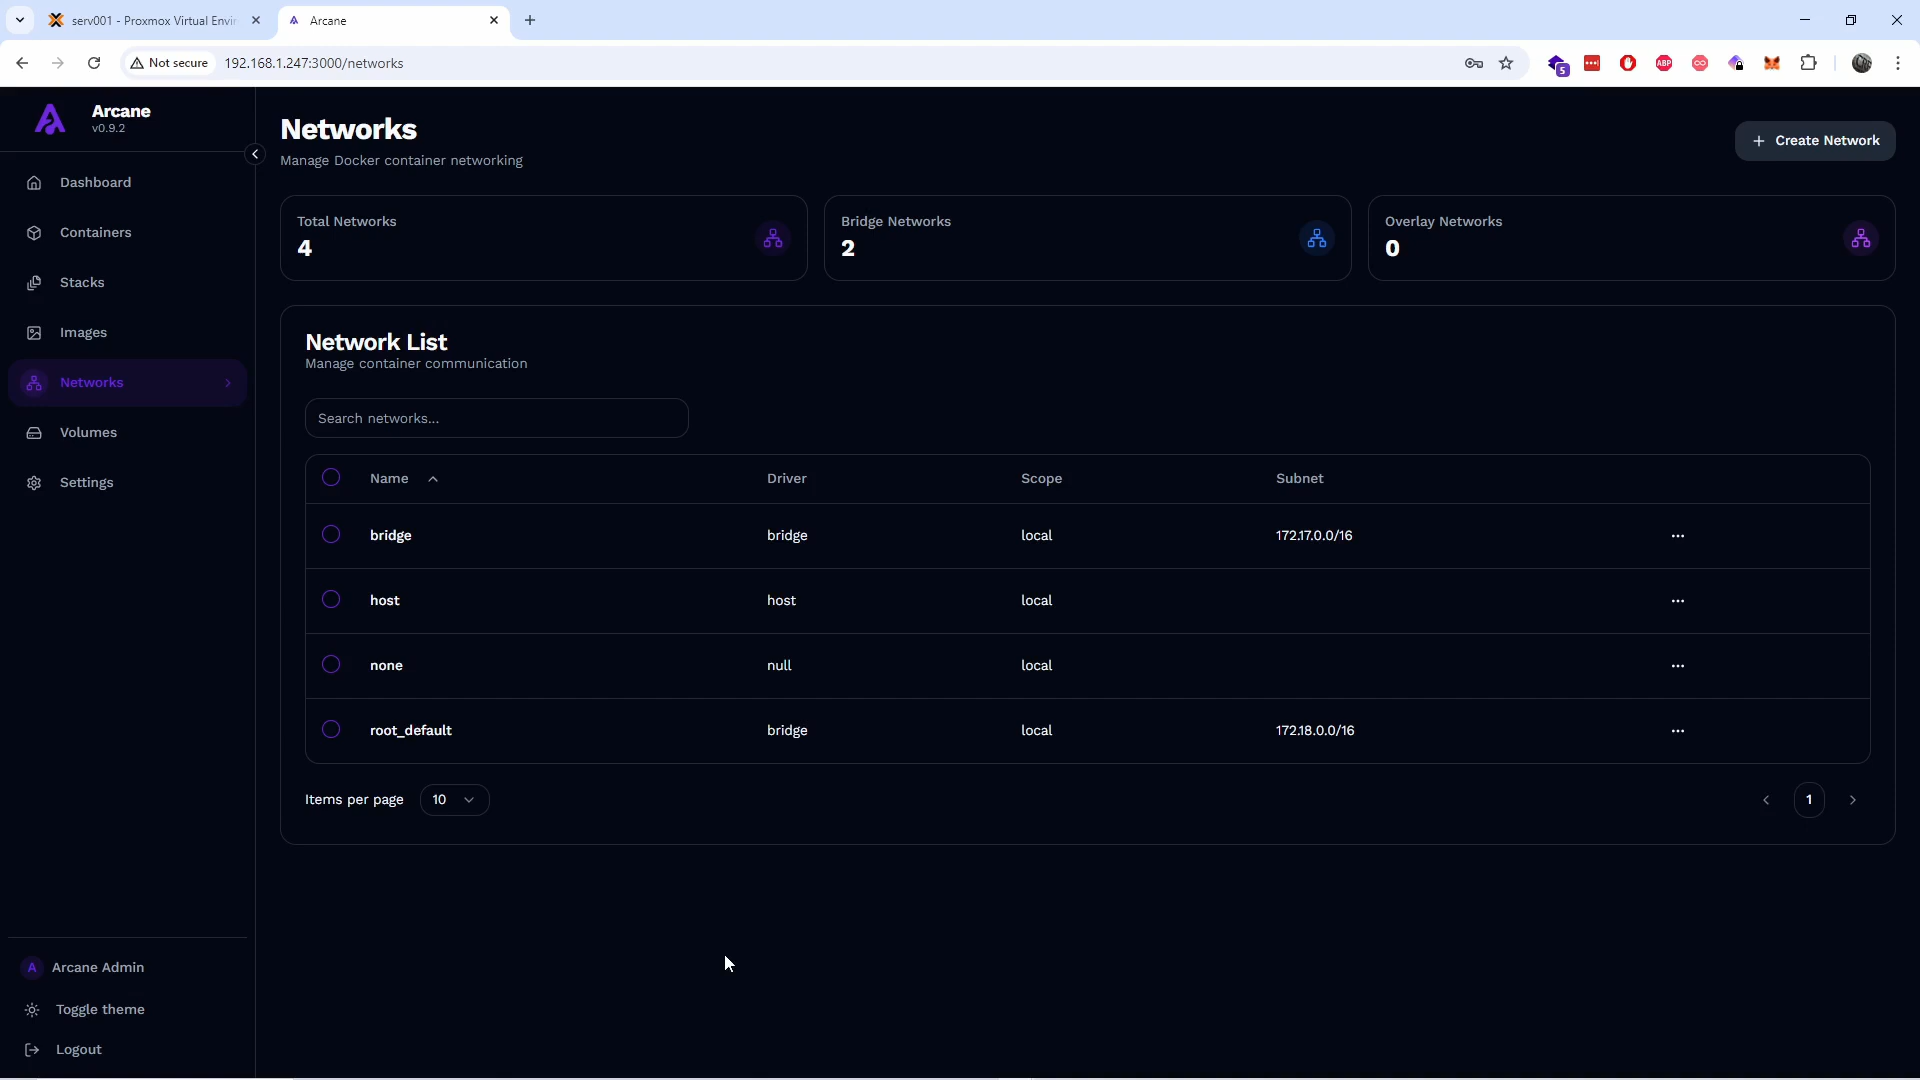 serv001 - Proxmox Virtual Envir
Arcane
Not secure
192.168.1.247:3000/networks
5
ABP
Arcane
v0.9.2
Dashboard
Containers
Stacks
Images
Networks
Volumes
Settings
A
Arcane Admin
Toggle theme
Logout
Networks
Manage Docker container networking
Create Network
Total Networks
4
Bridge Networks
2
Overlay Networks
0
Network List
Manage container communication
Search networks...
Name Driver Scope Subnet
bridge bridge local 172.17.0.0/16
host host local
none null local
root_default bridge local 172.18.0.0/16
Items per page 10
1